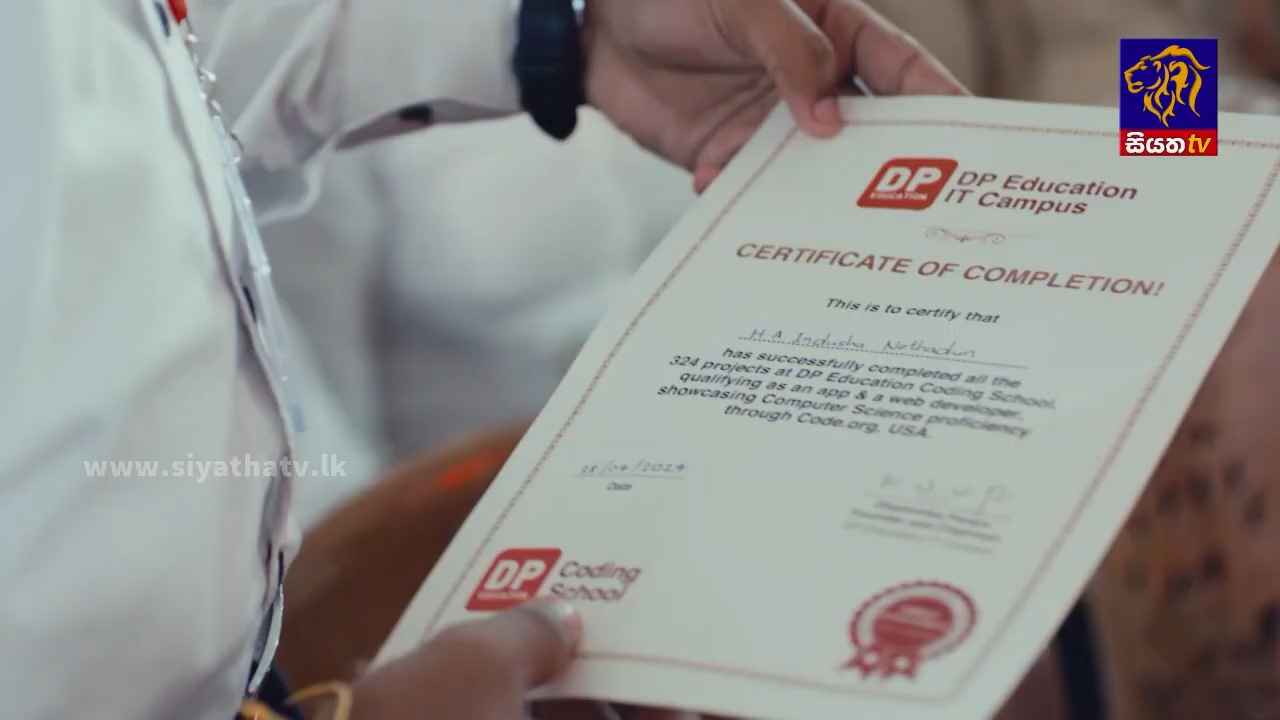 සියත tv
DP
EDUCATION
DP Education
IT Campus
CERTIFICATE OF COMPLETION!
This is to certify that
H.A. Indusha Nethadun
has successfully completed all the
324 projects at DP Education Coding School,
qualifying as an app & a web developer,
showcasing Computer Science proficiency
through Code.org, USA.
www.siyathatv.lk
28/04/2024
Date
DP
EDUCATION
Coding
School